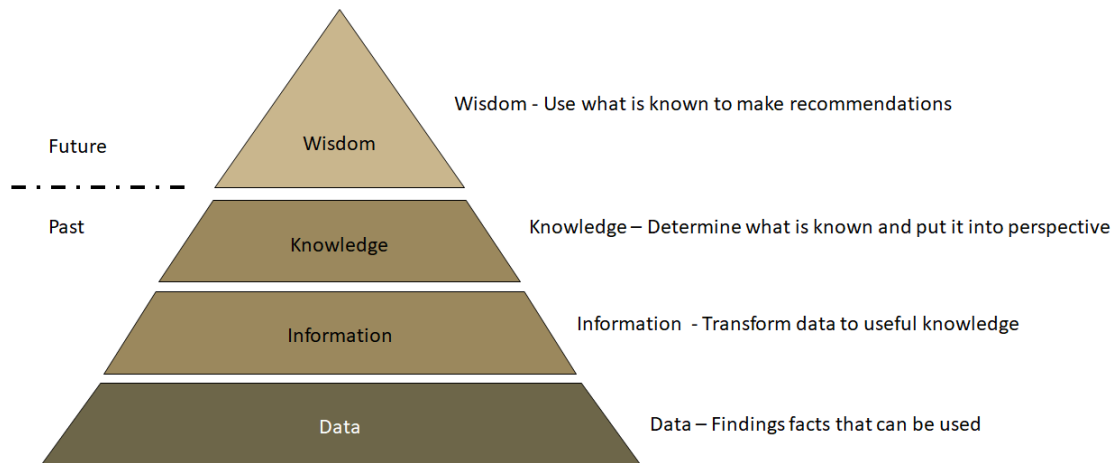 Wisdom - Use what is known to make recommendations
Future
Wisdom
Past
Knowledge – Determine what is known and put it into perspective
Knowledge
Information  - Transform data to useful knowledge
Information
Data – Findings facts that can be used
Data